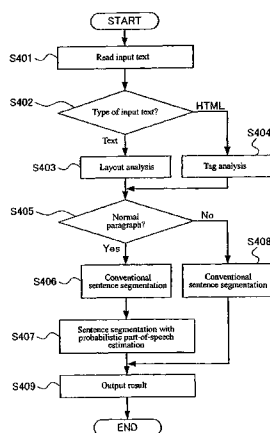 START
S401
Read input text
S402
Type of input text?
HTML
Text
S404
S403
Layout analysis
Tag analysis
S405
Normal
paragraph?
No
Yes
S408
S406
Conventional
sentence segmentation
Conventional
sentence segmentation
S407
Sentence segmentation with
probabilistic part-of-speech
estimation
S409
Output result
END